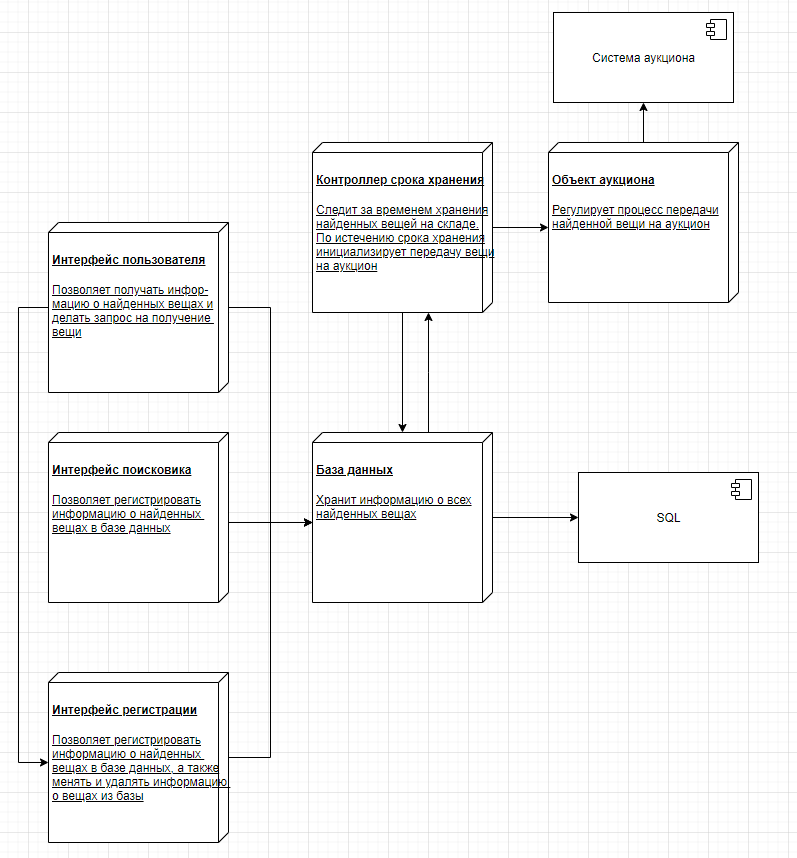 Система аукциона
Контроллер срока хранения
Следит за временем хранения
найденных вещей на складе.
По истечению срока хранения
инициализирует передачу вещи
на аукцион
Объект аукциона
Регулирует процесс передачи
найденной вещи на аукцион
Интерфейс пользователя
Позволяет получать инфор-
мацию о найденных вещах и
делать запрос на получение
вещи
Интерфейс поисковика
Позволяет регистрировать
информацию о найденных
вещах в базе данных
База данных
Хранит информацию о всех
найденных вещах
SQL
Интерфейс регистрации
Позволяет регистрировать
информацию о найденных
вещах в базе данных, а также
менять и удалять информацию
о вещах из базы